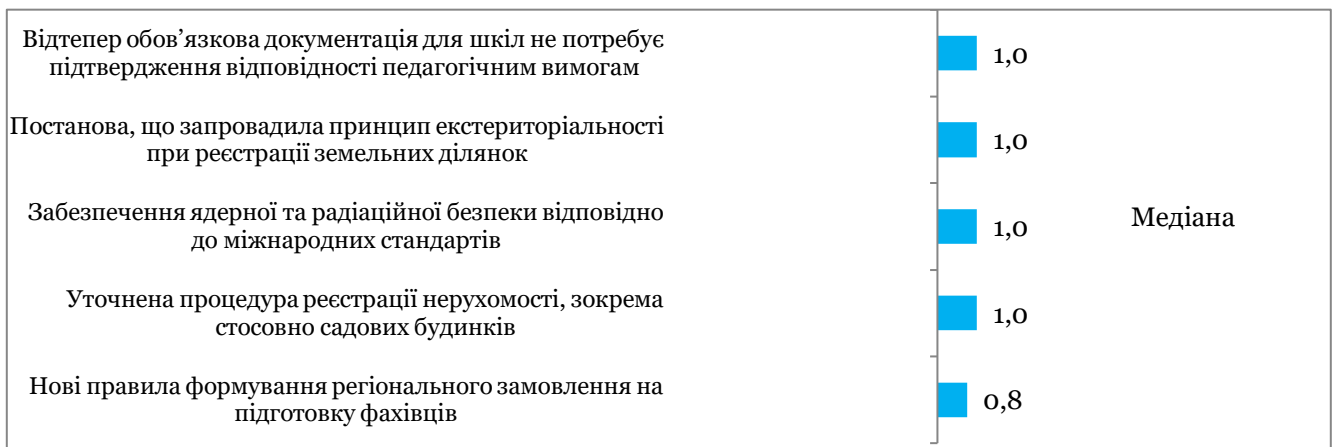 Відтепер обов’язкова документація для шкіл не потребує
підтвердження відповідності педагогічним вимогам
1,0
Постанова, що запровадила принцип екстериторіальності
при реєстрації земельних ділянок
1,0
Забезпечення ядерної та радіаційної безпеки відповідно
до міжнародних стандартів
1,0
Медіана
Уточнена процедура реєстрації нерухомості, зокрема
стосовно садових будинків
1,0
Нові правила формування регіонального замовлення на
підготовку фахівців
0,8